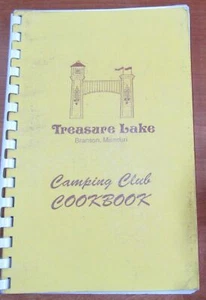 Treasure Lake
Branson, Missouri
Camping Club
COOKBOOK